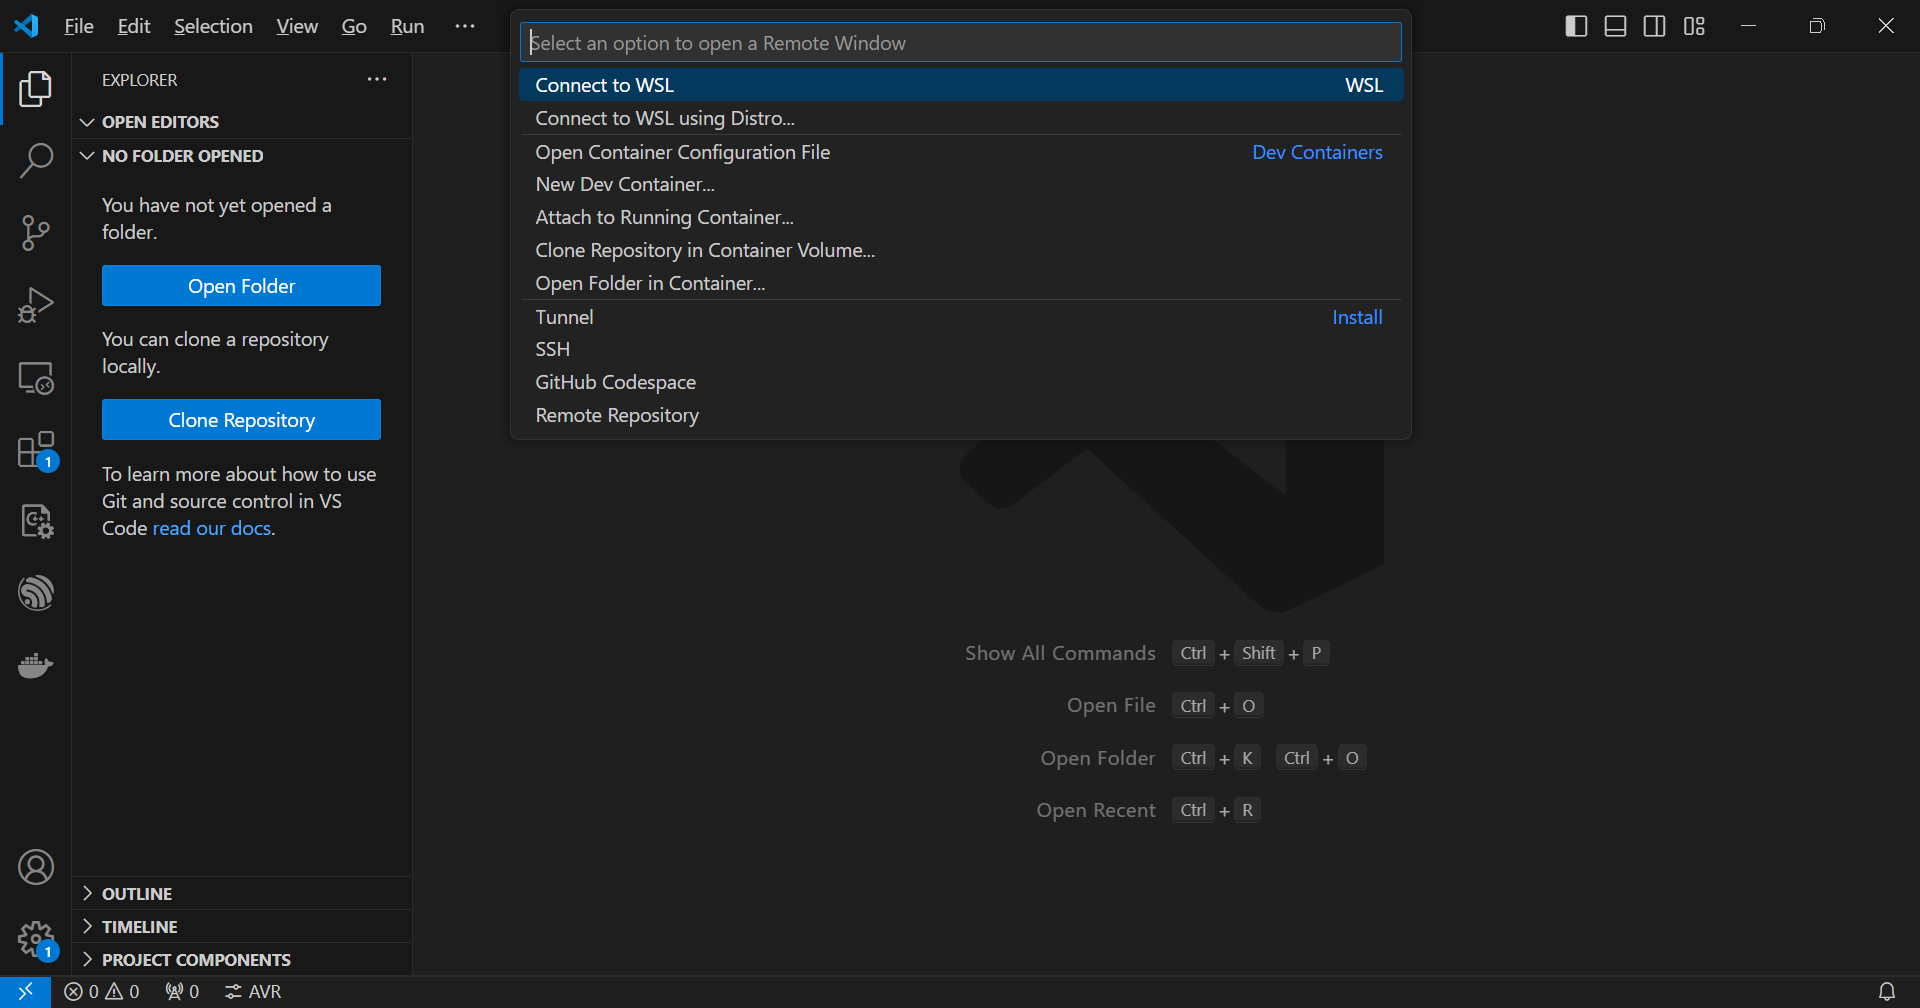 File Edit Selection View Go Run ···
Select an option to open a Remote Window
Connect to WSL WSL
Connect to WSL using Distro...
Open Container Configuration File Dev Containers
New Dev Container...
Attach to Running Container...
Clone Repository in Container Volume...
Open Folder in Container...
Tunnel Install
SSH
GitHub Codespace
Remote Repository
EXPLORER ···
OPEN EDITORS
NO FOLDER OPENED
You have not yet opened a
folder.
Open Folder
You can clone a repository
locally.
Clone Repository
To learn more about how to use
Git and source control in VS
Code read our docs.
1
C++
Show All Commands Ctrl + Shift + P
Open File Ctrl + O
Open Folder Ctrl + K Ctrl + O
Open Recent Ctrl + R
OUTLINE
TIMELINE
PROJECT COMPONENTS
1
0 0 0 AVR